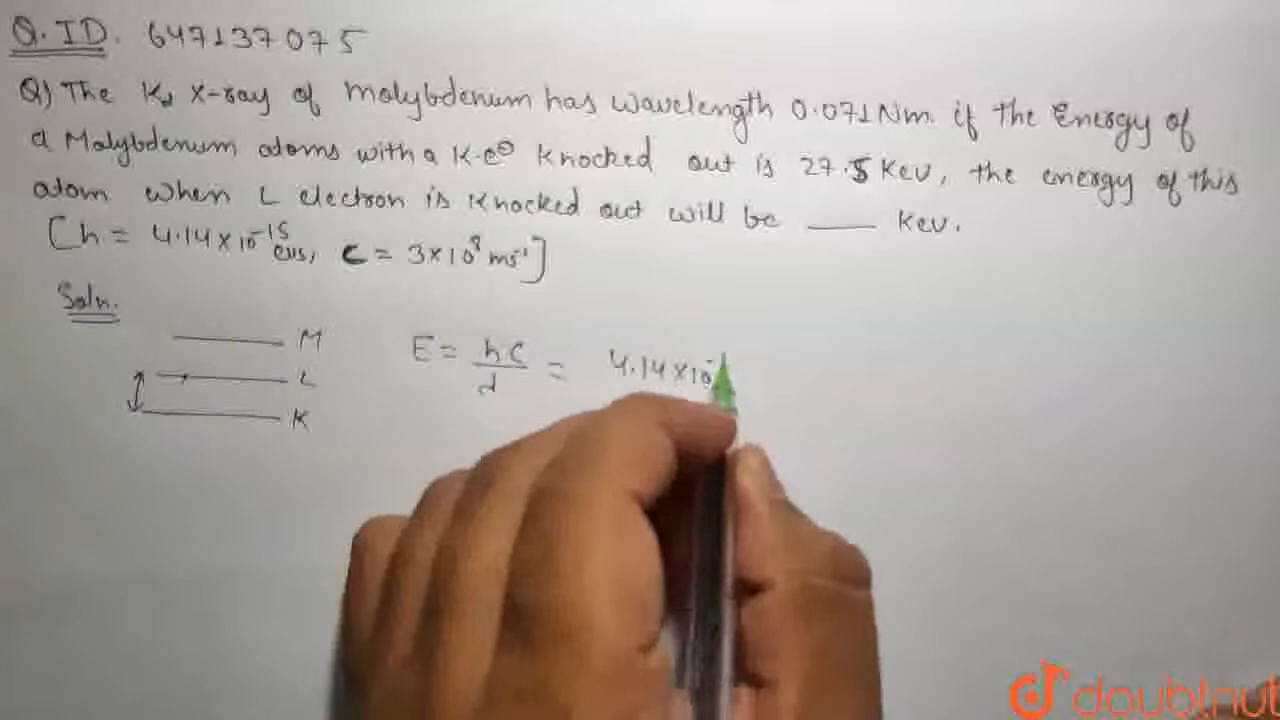 Q.ID. 647137075
Q) The Kα X-ray of Molybdenum has wavelength 0.071 Nm. if the Energy of
a Molybdenum atoms with a K-e⊖ Knocked out is 27.5 Kev, the energy of this
atom when L electron is Knocked out will be ___ Kev.
[h = 4.14×10⁻¹⁵ evs, c = 3×10⁸ ms⁻¹]
Soln.
M
L
K
E = hc/λ = 4.14×10
doubtnut